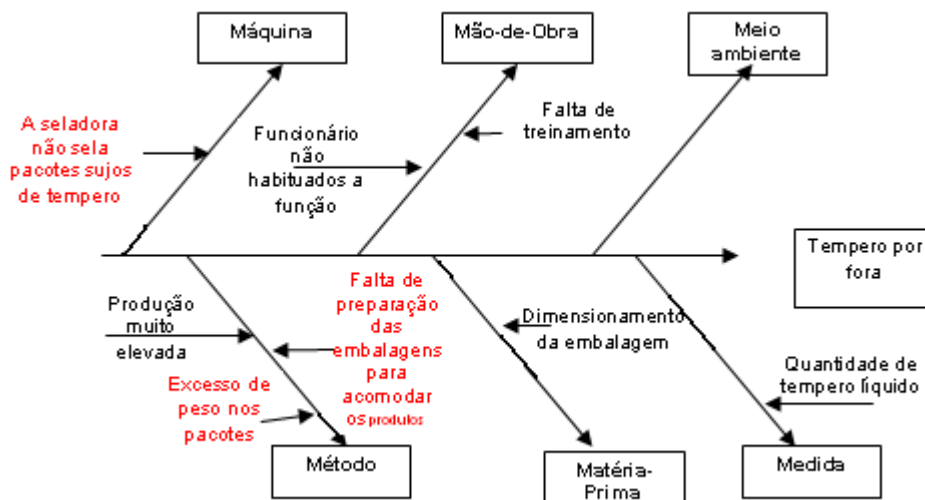 Máquina
Mão-de-Obra
Meio
ambiente
A seladora
não sela
pacotes sujos
de tempero
Funcionário
não
habituados a
função
Falta de
treinamento
Tempero por
fora
Produção
muito
elevada
Falta de
preparação
das
embalagens
para
acomodar
os produlos
Excesso de
peso nos
pacotes
Dimensionamento
da embalagem
Quantidade de
tempero líquido
Método
Matéria-
Prima
Medida